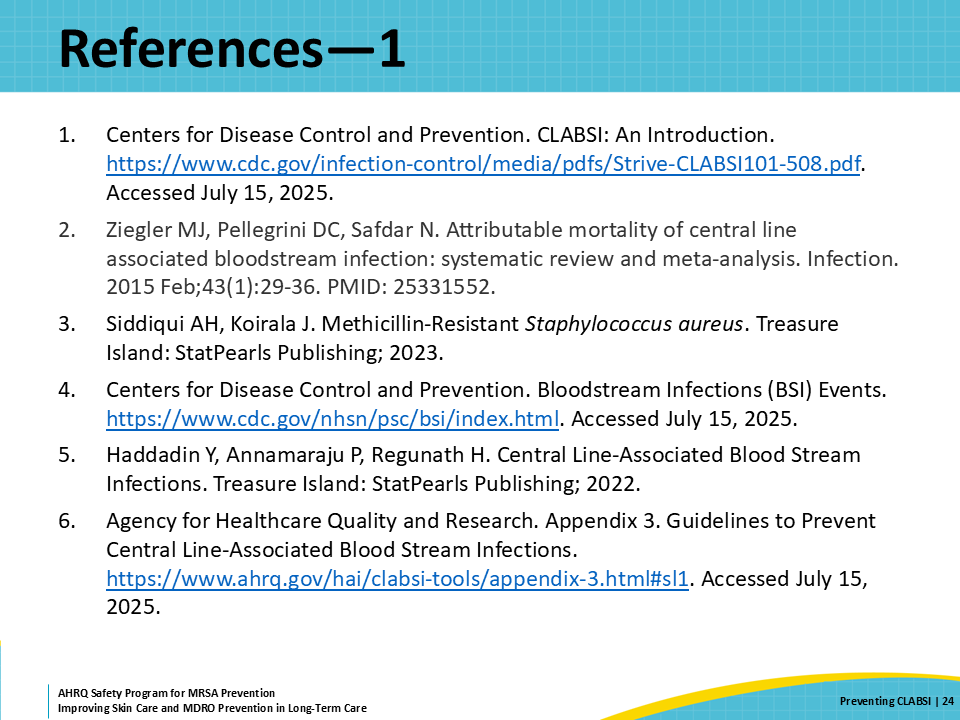 References—1
1. Centers for Disease Control and Prevention. CLABSI: An Introduction.
https://www.cdc.gov/infection-control/media/pdfs/Strive-CLABSI101-508.pdf.
Accessed July 15, 2025.
2. Ziegler MJ, Pellegrini DC, Safdar N. Attributable mortality of central line
associated bloodstream infection: systematic review and meta-analysis. Infection.
2015 Feb;43(1):29-36. PMID: 25331552.
3. Siddiqui AH, Koirala J. Methicillin-Resistant Staphylococcus aureus. Treasure
Island: StatPearls Publishing; 2023.
4. Centers for Disease Control and Prevention. Bloodstream Infections (BSI) Events.
https://www.cdc.gov/nhsn/psc/bsi/index.html. Accessed July 15, 2025.
5. Haddadin Y, Annamaraju P, Regunath H. Central Line-Associated Blood Stream
Infections. Treasure Island: StatPearls Publishing; 2022.
6. Agency for Healthcare Quality and Research. Appendix 3. Guidelines to Prevent
Central Line-Associated Blood Stream Infections.
https://www.ahrq.gov/hai/clabsi-tools/appendix-3.html#sl1. Accessed July 15,
2025.
AHRQ Safety Program for MRSA Prevention
Improving Skin Care and MDRO Prevention in Long-Term Care
Preventing CLABSI | 24